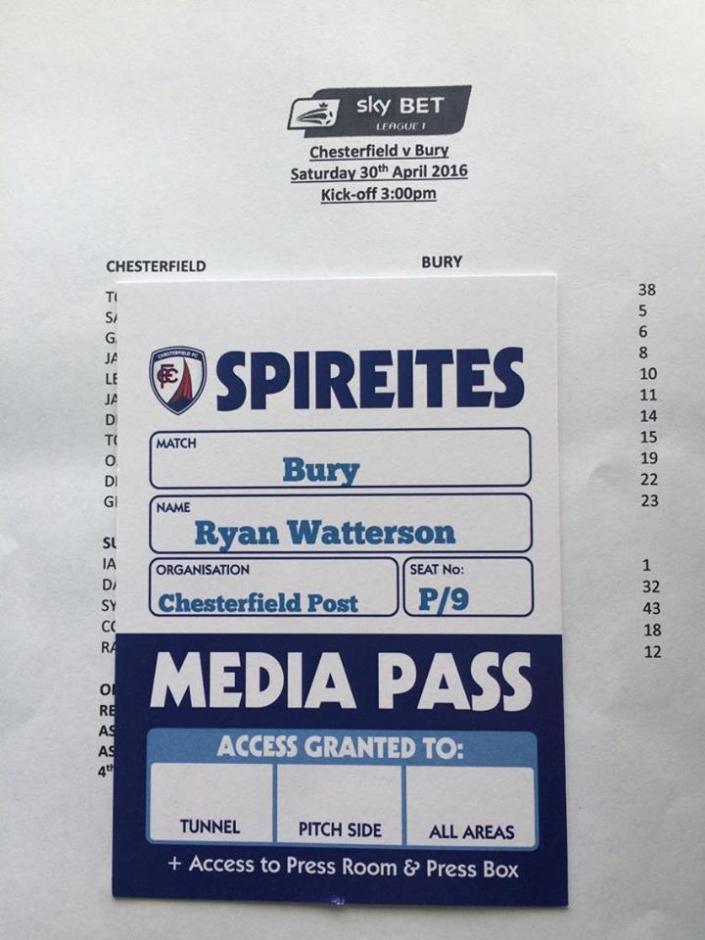 sky BET
LEAGUE 1
Chesterfield v Bury
Saturday 30th April 2016
Kick-off 3:00pm
CHESTERFIELD BURY
38
5
6
8
10
11
14
15
19
22
23
1
32
43
18
12
CHESTERFIELD FC
SPIREITES
MATCH
Bury
NAME
Ryan Watterson
ORGANISATION
Chesterfield Post
SEAT No:
P/9
MEDIA PASS
ACCESS GRANTED TO:
TUNNEL PITCH SIDE ALL AREAS
+ Access to Press Room & Press Box